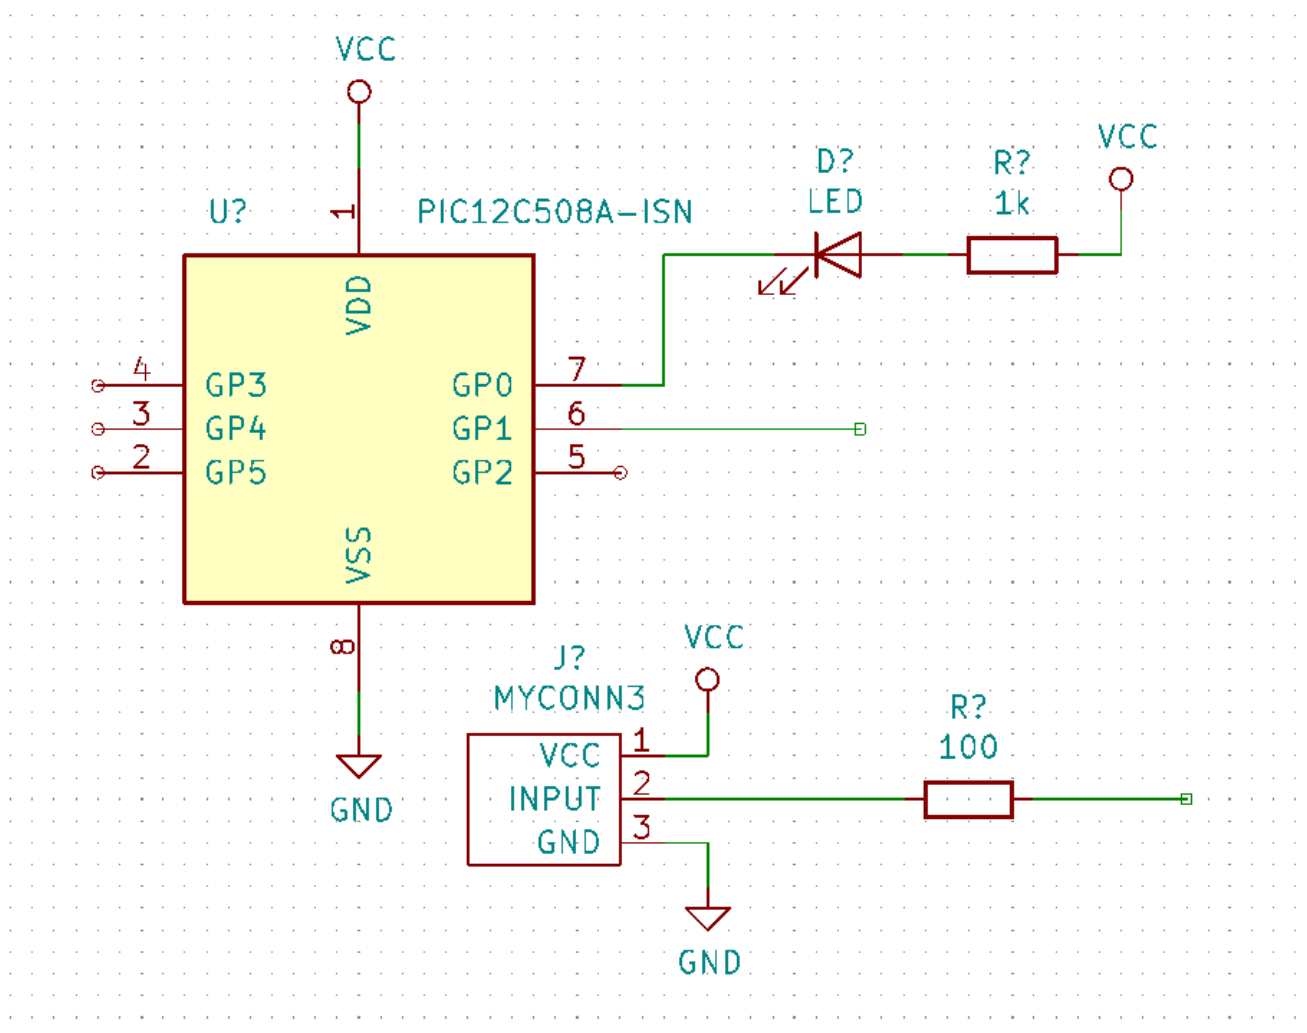 VCC
VCC
D?
R?
LED
1k
U?
1
PIC12C508A-ISN
VDD
4
GP3
GP0
7
3
GP4
GP1
6
2
GP5
GP2
5
VSS
8
GND
J?
VCC
MYCONN3
VCC
1
INPUT
2
GND
3
R?
100
GND